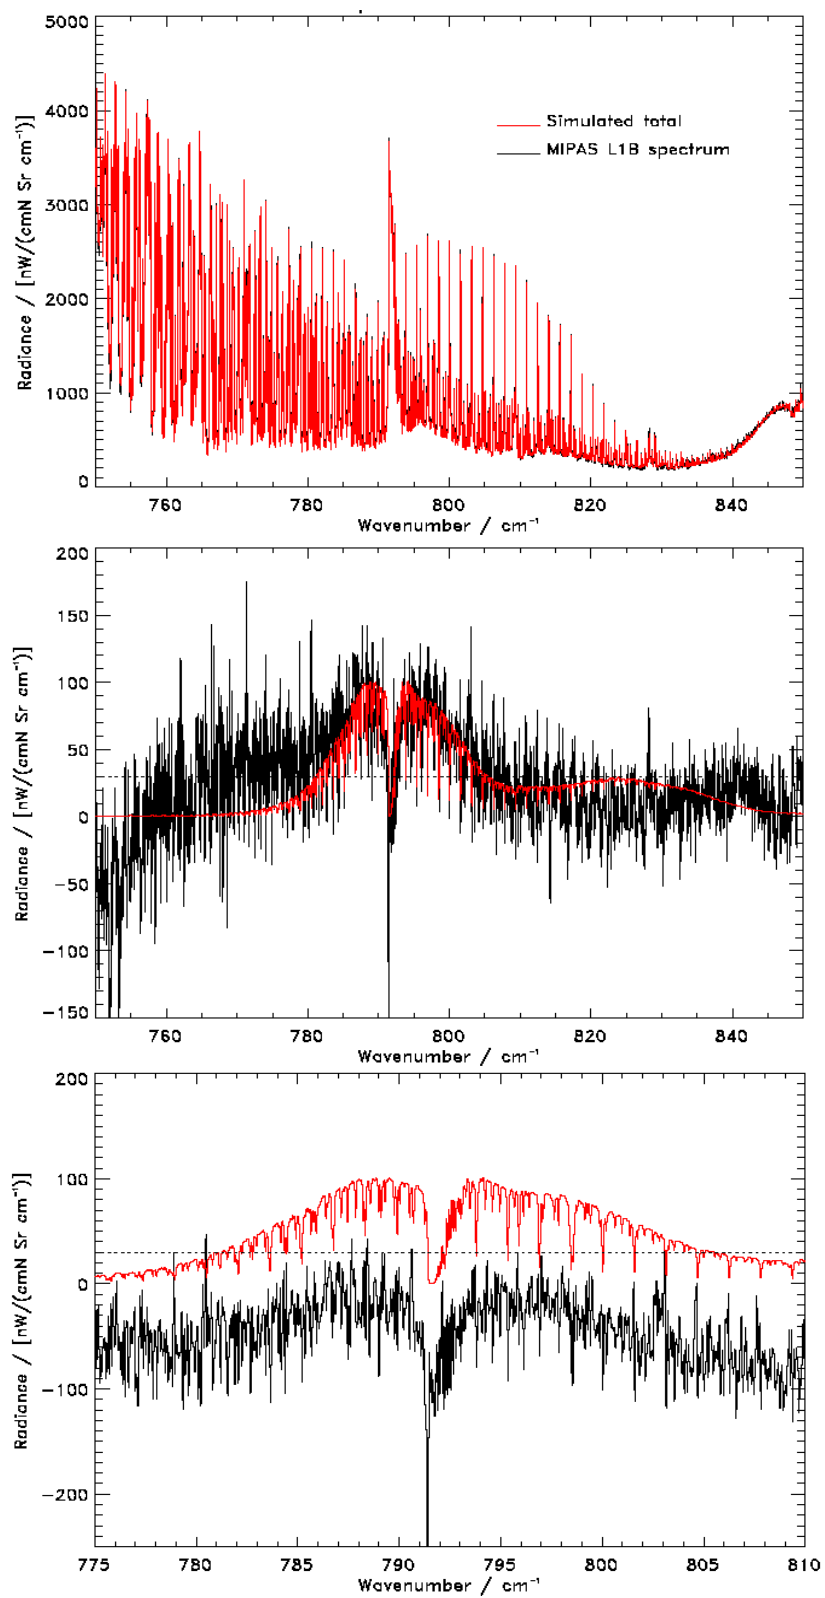 5000
4000
3000
2000
1000
0
Radiance / [nW/(cmN Sr cm⁻¹)]
Simulated total
MIPAS L1B spectrum
760 780 800 820 840
Wavenumber / cm⁻¹
200
150
100
50
0
−50
−100
−150
Radiance / [nW/(cmN Sr cm⁻¹)]
760 780 800 820 840
Wavenumber / cm⁻¹
200
100
0
−100
−200
Radiance / [nW/(cmN Sr cm⁻¹)]
775 780 785 790 795 800 805 810
Wavenumber / cm⁻¹